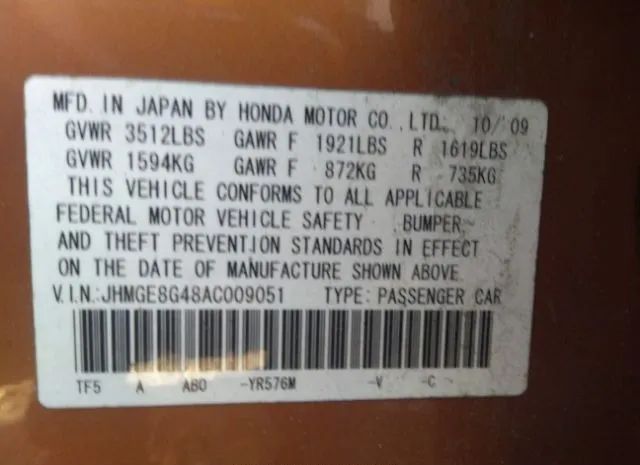 MFD. IN JAPAN BY HONDA MOTOR CO., LTD. 10/ 09
GVWR 3512LBS GAWR F 1921LBS R 1619LBS
GVWR 1594KG GAWR F 872KG R 735KG
THIS VEHICLE CONFORMS TO ALL APPLICABLE
FEDERAL MOTOR VEHICLE SAFETY , BUMPER,
AND THEFT PREVENTION STANDARDS IN EFFECT
ON THE DATE OF MANUFACTURE SHOWN ABOVE.
V.I.N.:JHMGE8G48AC009051 TYPE: PASSENGER CAR
TF5 A AB0 -YR576M -V -C -